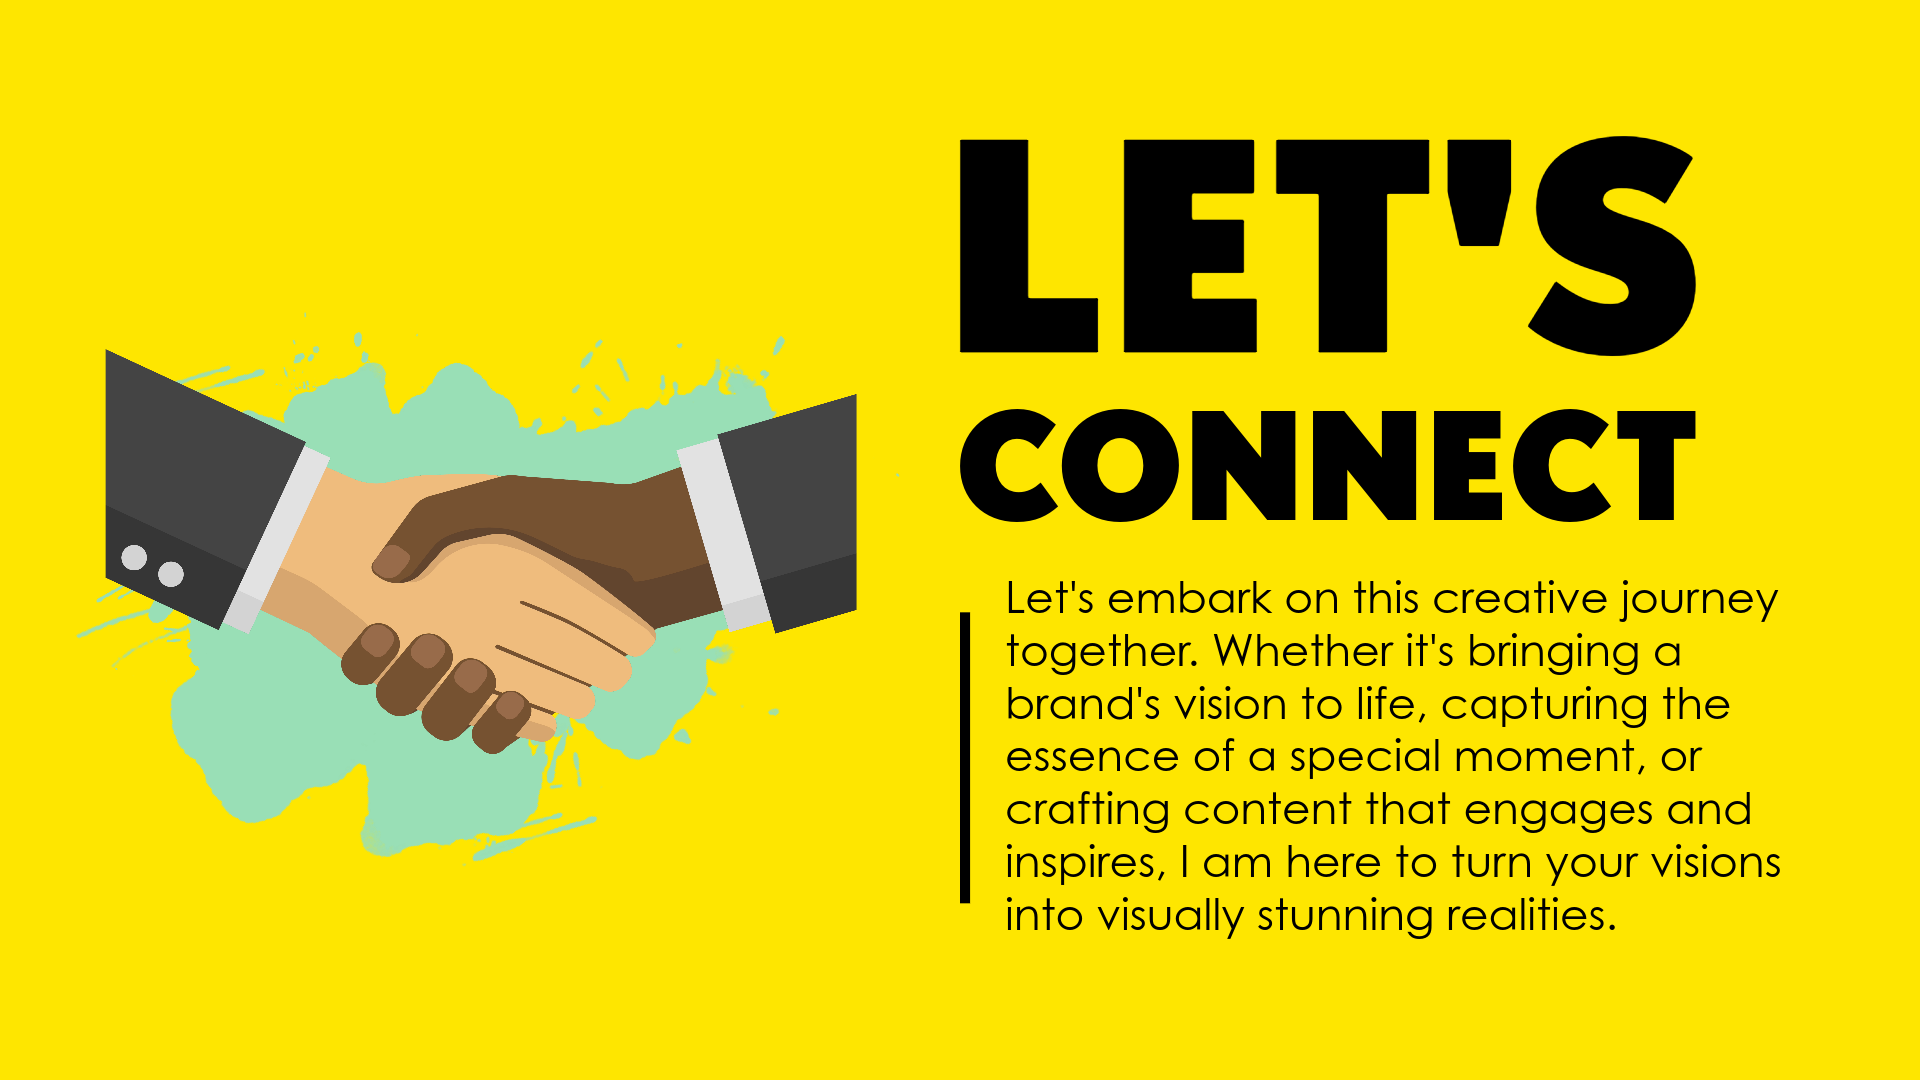 LET'S
CONNECT
Let's embark on this creative journey
together. Whether it's bringing a
brand's vision to life, capturing the
essence of a special moment, or
crafting content that engages and
inspires, I am here to turn your visions
into visually stunning realities.